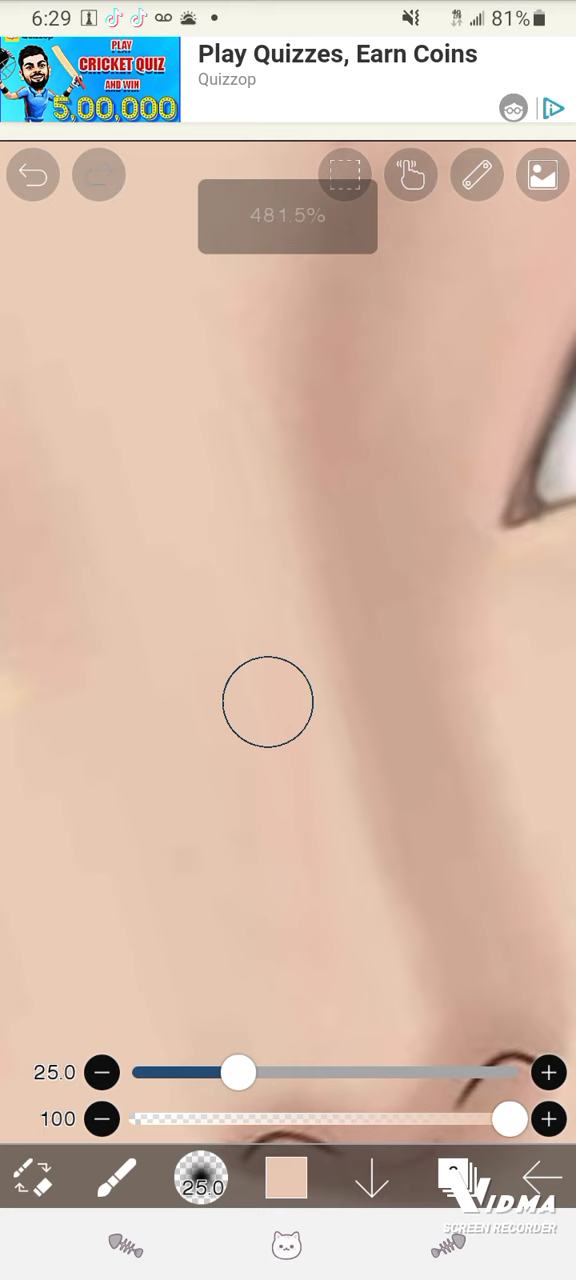 6:29
81%
PLAY
CRICKET QUIZ
AND WIN
5,00,000
Play Quizzes, Earn Coins
Quizzop
481.5%
25.0
100
25.0
VIDMA
SCREEN RECORDER